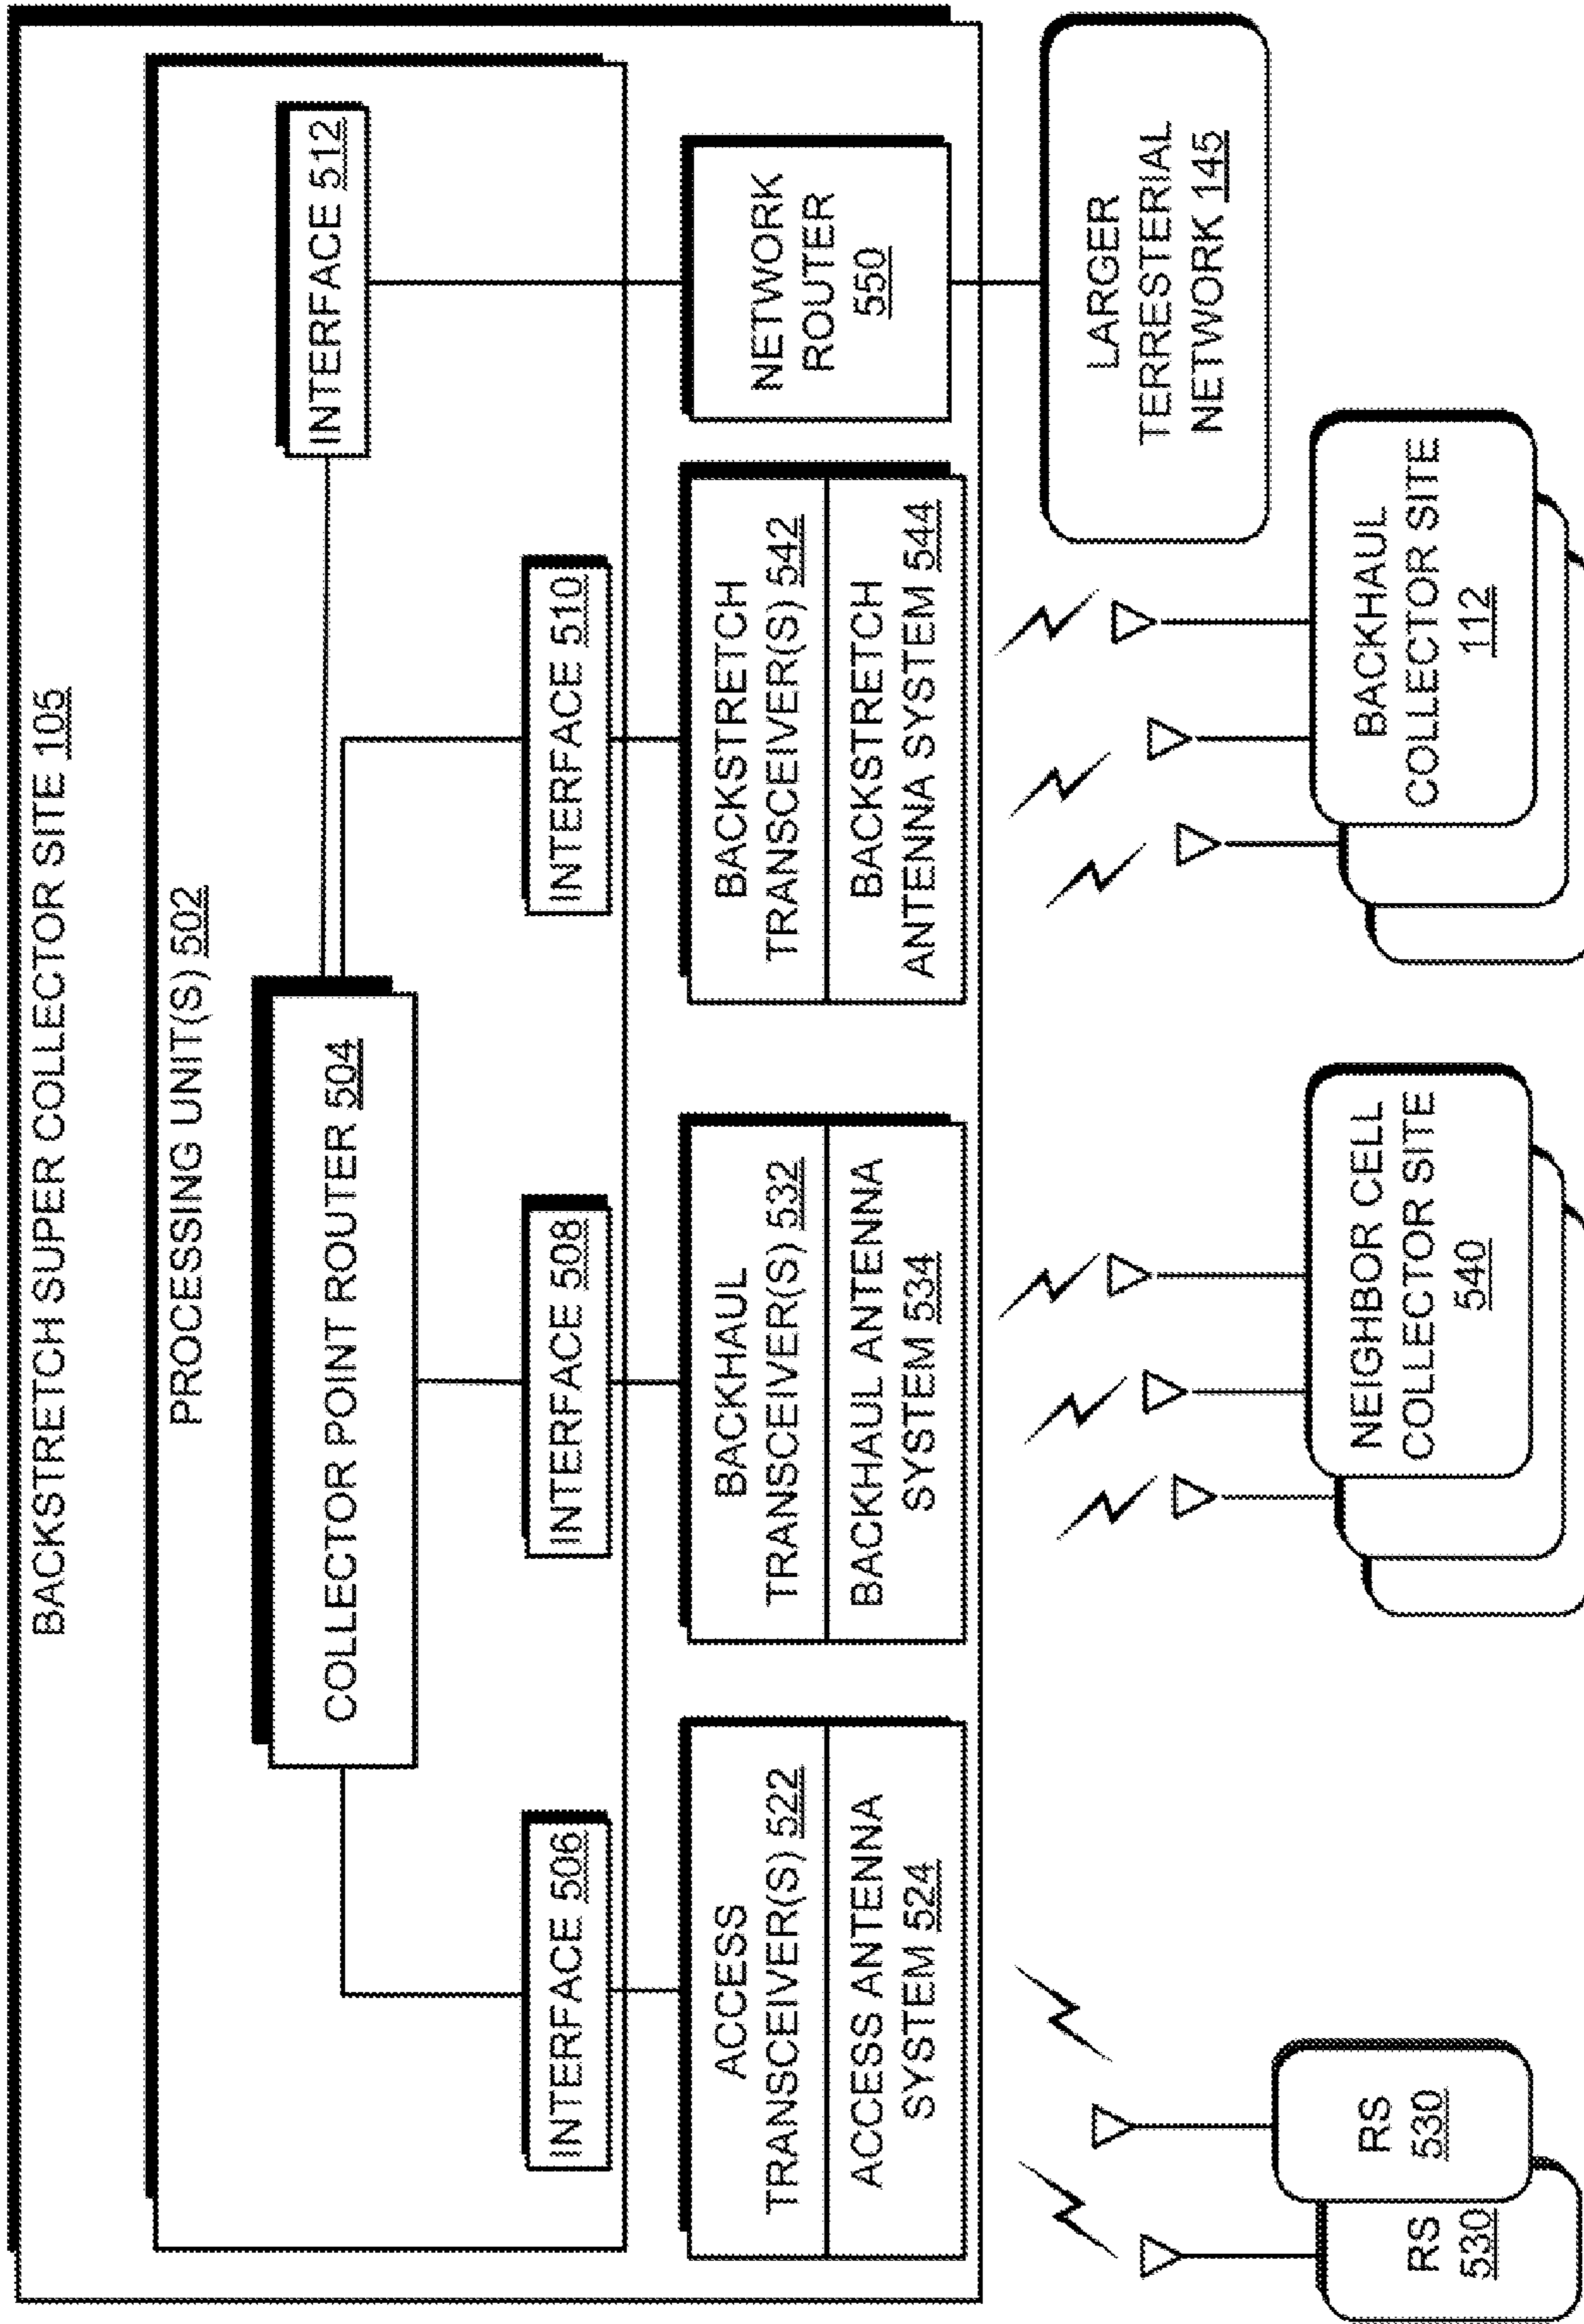 BACKSTRETCH SUPER COLLECTOR SITE 105
PROCESSING UNIT(S) 502
COLLECTOR POINT ROUTER 504
INTERFACE 512
INTERFACE 506
INTERFACE 508
INTERFACE 510
ACCESS
TRANSCEIVER(S) 522
ACCESS ANTENNA
SYSTEM 524
BACKHAUL
TRANSCEIVER(S) 532
BACKHAUL ANTENNA
SYSTEM 534
BACKSTRETCH
TRANSCEIVER(S) 542
BACKSTRETCH
ANTENNA SYSTEM 544
NETWORK
ROUTER
550
LARGER
TERRESTERIAL
NETWORK 145
RS
530
RS
530
NEIGHBOR CELL
COLLECTOR SITE
540
BACKHAUL
COLLECTOR SITE
112